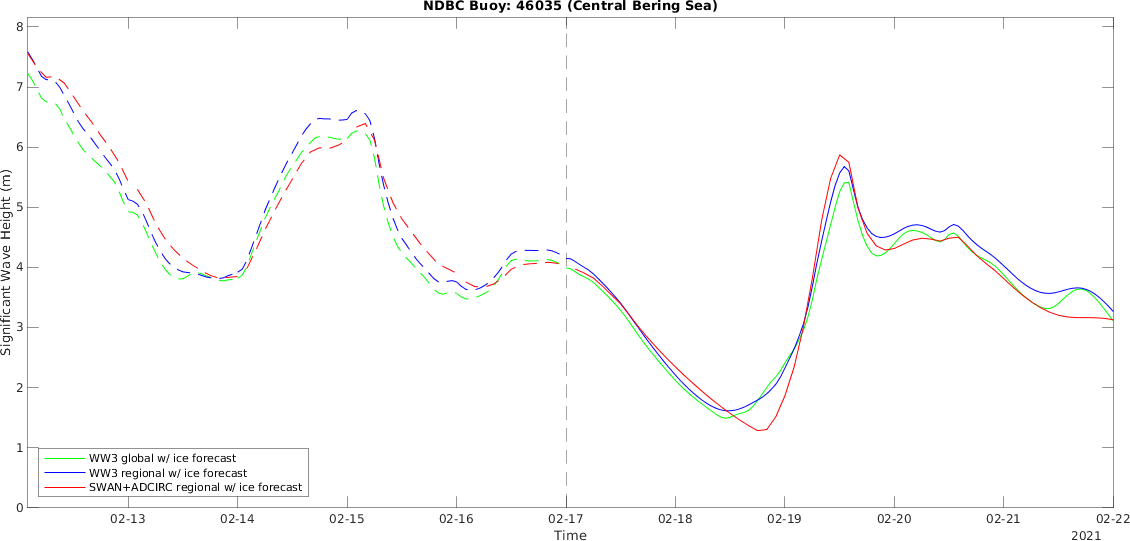 NDBC Buoy: 46035 (Central Bering Sea)
8
7
6
5
4
3
2
1
0
Significant Wave Height (m)
WW3 global w/ ice forecast
WW3 regional w/ ice forecast
SWAN+ADCIRC regional w/ ice forecast
02-13 02-14 02-15 02-16 02-17 02-18 02-19 02-20 02-21 02-22
Time
2021